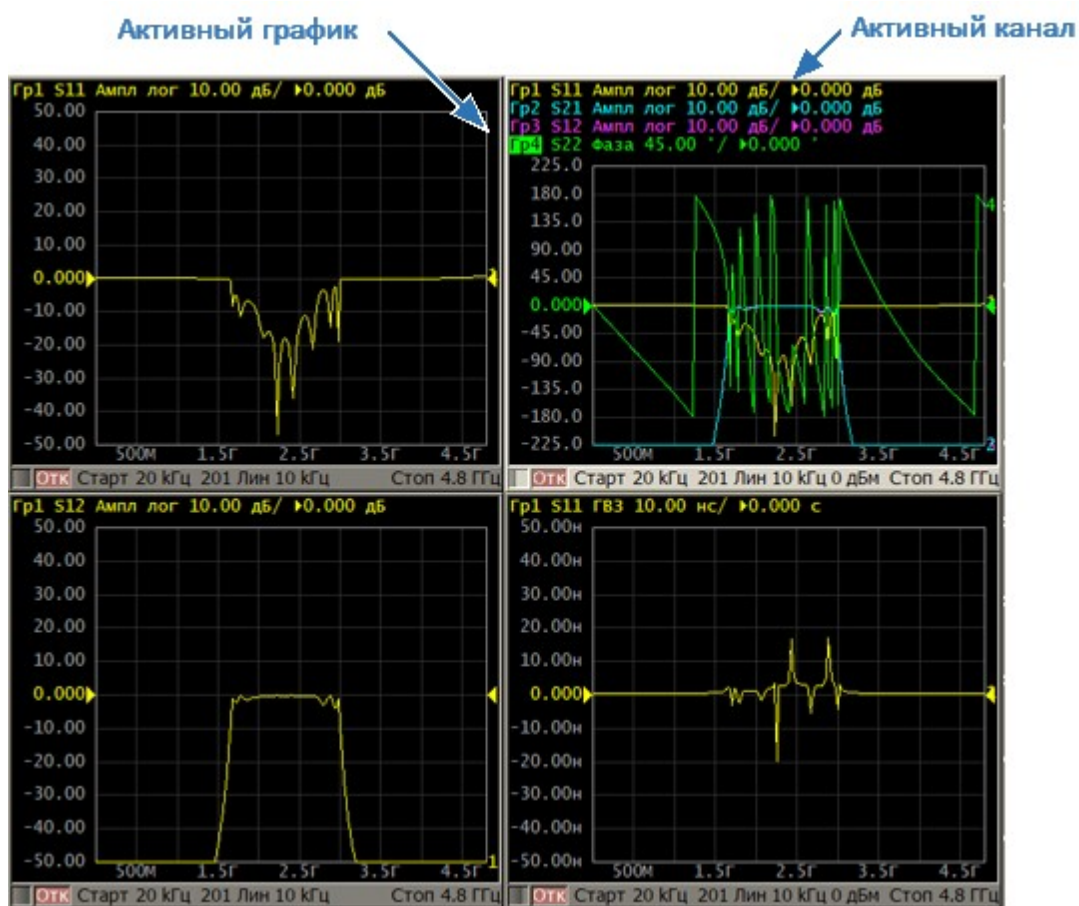 Активный график
Активный канал
Гр1 S11 Ампл лог 10.00 дБ/ ▶0.000 дБ
50.00
40.00
30.00
20.00
10.00
0.000
-10.00
-20.00
-30.00
-40.00
-50.00
500М 1.5г 2.5г 3.5г 4.5г
Отк Старт 20 кГц 201 Лин 10 кГц Стоп 4.8 ГГц
Гр1 S11 Ампл лог 10.00 дБ/ ▶0.000 дБ
Гр2 S21 Ампл лог 10.00 дБ/ ▶0.000 дБ
Гр3 S12 Ампл лог 10.00 дБ/ ▶0.000 дБ
Гр4 S22 Фаза 45.00 °/ ▶0.000 °
225.0
180.0
135.0
90.00
45.00
0.000
-45.00
-90.00
-135.0
-180.0
-225.0
500М 1.5г 2.5г 3.5г 4.5г
Отк Старт 20 кГц 201 Лин 10 кГц 0 дБм Стоп 4.8 ГГц
Гр1 S12 Ампл лог 10.00 дБ/ ▶0.000 дБ
50.00
40.00
30.00
20.00
10.00
0.000
-10.00
-20.00
-30.00
-40.00
-50.00
500М 1.5г 2.5г 3.5г 4.5г
Отк Старт 20 кГц 201 Лин 10 кГц Стоп 4.8 ГГц
Гр1 S11 ГВЗ 10.00 нс/ ▶0.000 с
50.00н
40.00н
30.00н
20.00н
10.00н
0.000
-10.00н
-20.00н
-30.00н
-40.00н
-50.00н
500М 1.5г 2.5г 3.5г 4.5г
Отк Старт 20 кГц 201 Лин 10 кГц 0 дБм Стоп 4.8 ГГц